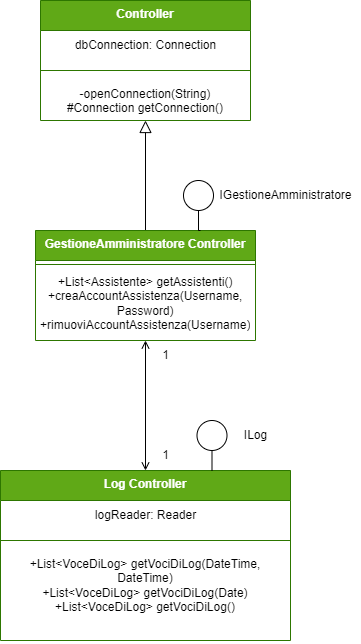 Controller
dbConnection: Connection
-openConnection(String)
#Connection getConnection()
IGestioneAmministratore
GestioneAmministratore Controller
+List<Assistente> getAssistenti()
+creaAccountAssistenza(Username,
Password)
+rimuoviAccountAssistenza(Username)
1
1
ILog
Log Controller
logReader: Reader
+List<VoceDiLog> getVociDiLog(DateTime,
DateTime)
+List<VoceDiLog> getVociDiLog(Date)
+List<VoceDiLog> getVociDiLog()